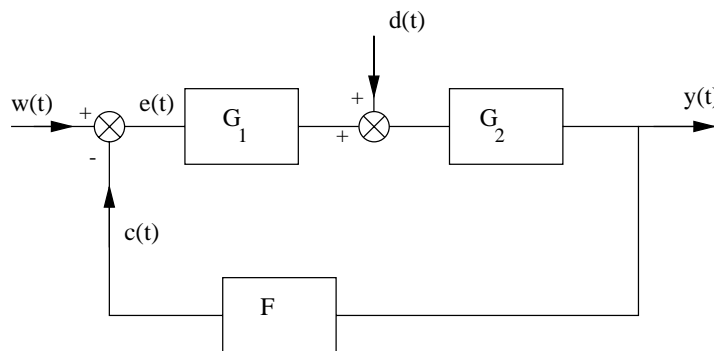 d(t)
w(t)
+
e(t)
G1
+
+
G2
y(t)
-
c(t)
F